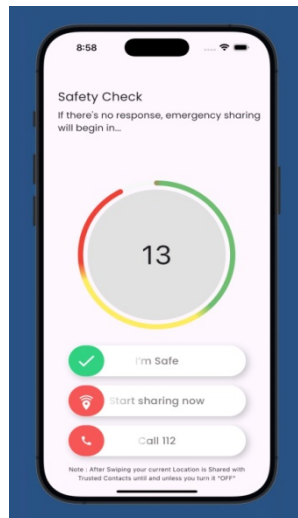 8:58
Safety Check
If there's no response, emergency sharing
will begin in...
13
I'm Safe
Start sharing now
Call 112
Note : After Swiping your current Location is Shared with
Trusted Contacts until and unless you turn it "OFF"